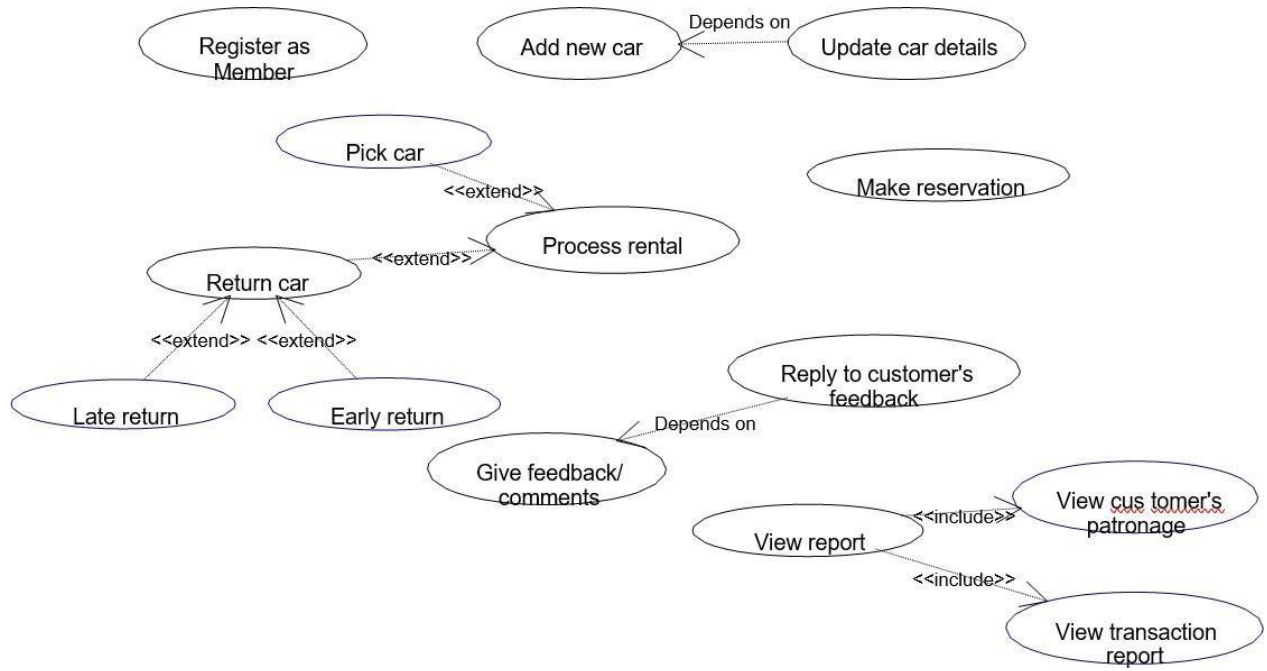 Register as
Member
Add new car
Depends on
Update car details
Pick car
<<extend>>
Make reservation
Process rental
<<extend>>
Return car
<<extend>> <<extend>>
Late return
Early return
Reply to customer's
feedback
Depends on
Give feedback/
comments
View cus tomer's
patronage
<<include>>
View report
<<include>>
View transaction
report